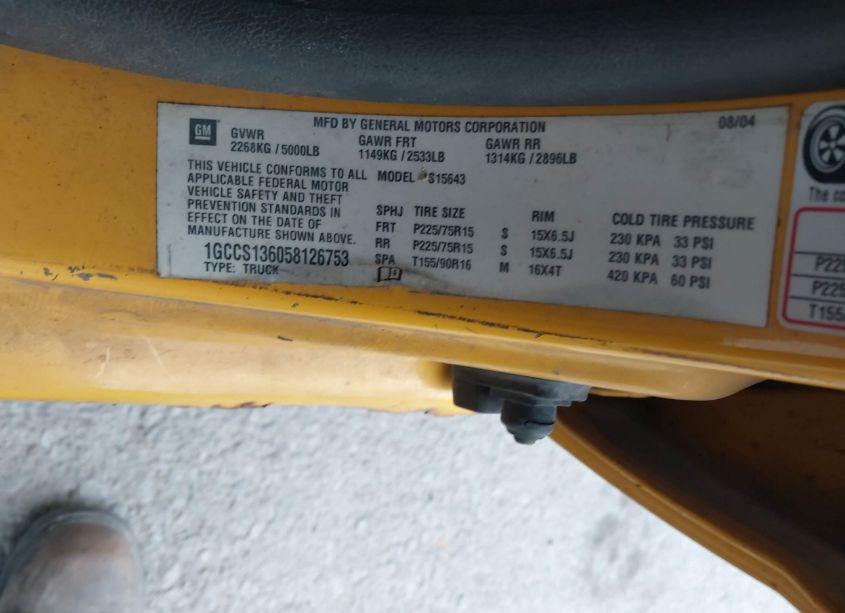 GM
MFD BY GENERAL MOTORS CORPORATION 08/04
GVWR GAWR FRT GAWR RR
2268KG / 5000LB 1149KG / 2533LB 1314KG / 2896LB
THIS VEHICLE CONFORMS TO ALL
APPLICABLE FEDERAL MOTOR
VEHICLE SAFETY AND THEFT
PREVENTION STANDARDS IN
EFFECT ON THE DATE OF
MANUFACTURE SHOWN ABOVE.
1GCCS136058126753
TYPE: TRUCK
MODEL S15643
SPHJ TIRE SIZE RIM COLD TIRE PRESSURE
FRT P225/75R15 S 15X6.5J 230 KPA 33 PSI
RR P225/75R15 S 15X6.5J 230 KPA 33 PSI
SPA T155/90R16 M 16X4T 420 KPA 60 PSI
The
P225
T155